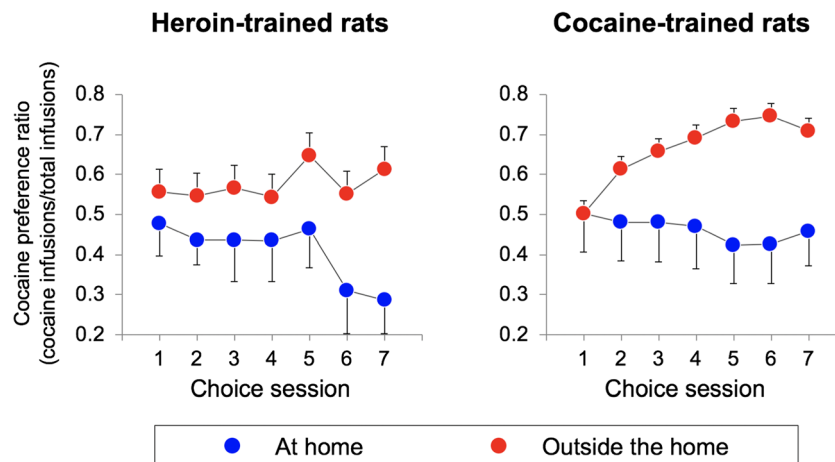 Heroin-trained rats
Cocaine preference ratio
(cocaine infusions/total infusions)
0.8
0.7
0.6
0.5
0.4
0.3
0.2
1 2 3 4 5 6 7
Choice session
Cocaine-trained rats
0.8
0.7
0.6
0.5
0.4
0.3
0.2
1 2 3 4 5 6 7
Choice session
At home
Outside the home